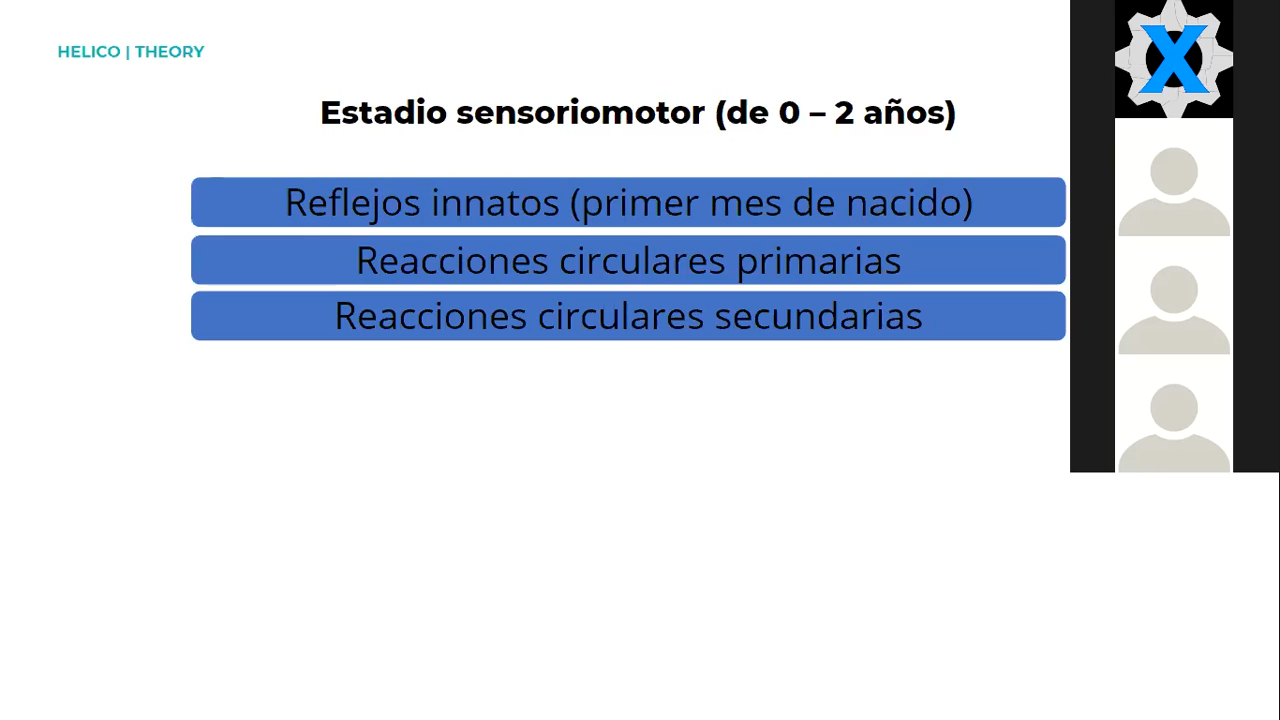 HELICO | THEORY
Estadio sensoriomotor (de 0 – 2 años)
Reflejos innatos (primer mes de nacido)
Reacciones circulares primarias
Reacciones circulares secundarias
X